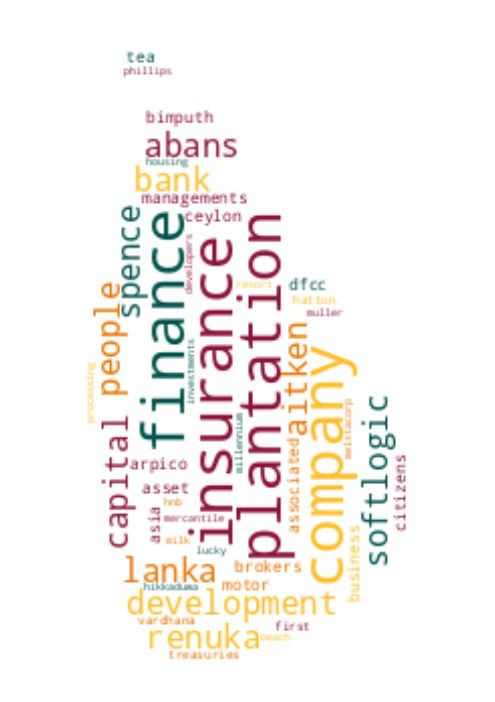 tea
phillips
bimputh
abans
housing
bank
managements
ceylon
spence
finance
developers
insurance
plantation
resort
dfcc
hatton
muller
people
aitken
investments
company
processing
melstacorp
softlogic
capital
millennium
associated
citizens
arpico
asset
hnb
asia
mercantile
milk
lucky
business
lanka
brokers
hikkaduwa
motor
development
vardhana
first
renuka
beach
treasuries